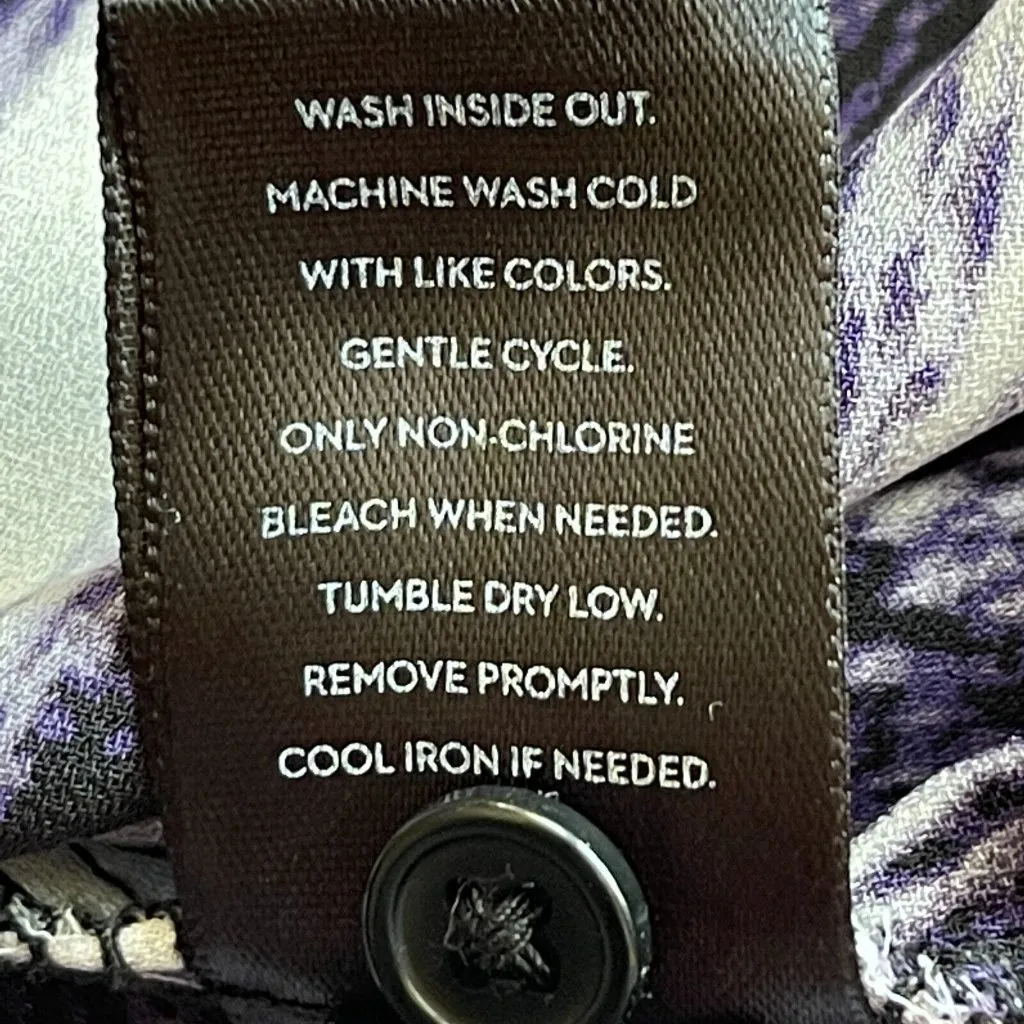 WASH INSIDE OUT.
MACHINE WASH COLD
WITH LIKE COLORS.
GENTLE CYCLE.
ONLY NON-CHLORINE
BLEACH WHEN NEEDED.
TUMBLE DRY LOW.
REMOVE PROMPTLY.
COOL IRON IF NEEDED.